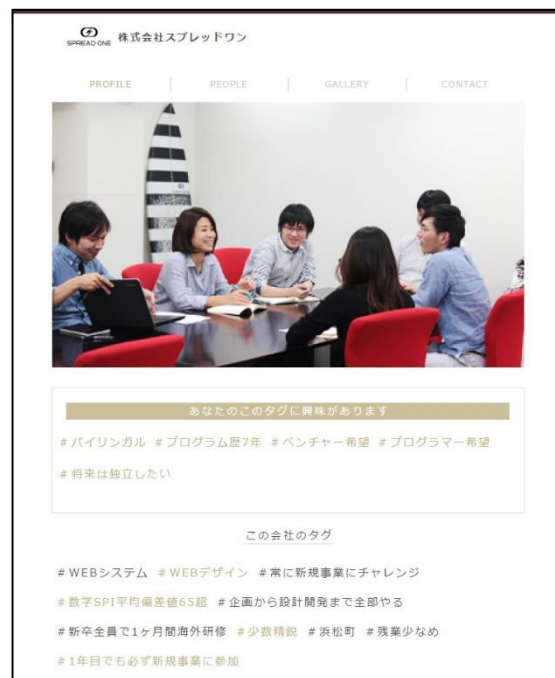 SPREAD ONE 株式会社スプレッドワン
PROFILE PEOPLE GALLERY CONTACT
あなたのこのタグに興味があります
#バイリンガル #プログラム歴7年 #ベンチャー希望 #プログラマー希望
#将来は独立したい
この会社のタグ
#WEBシステム #WEBデザイン #常に新規事業にチャレンジ
#数学SPI平均偏差値65超 #企画から設計開発まで全部やる
#新卒全員で1ヶ月間海外研修 #少数精鋭 #浜松町 #残業少なめ
#1年目でも必ず新規事業に参加